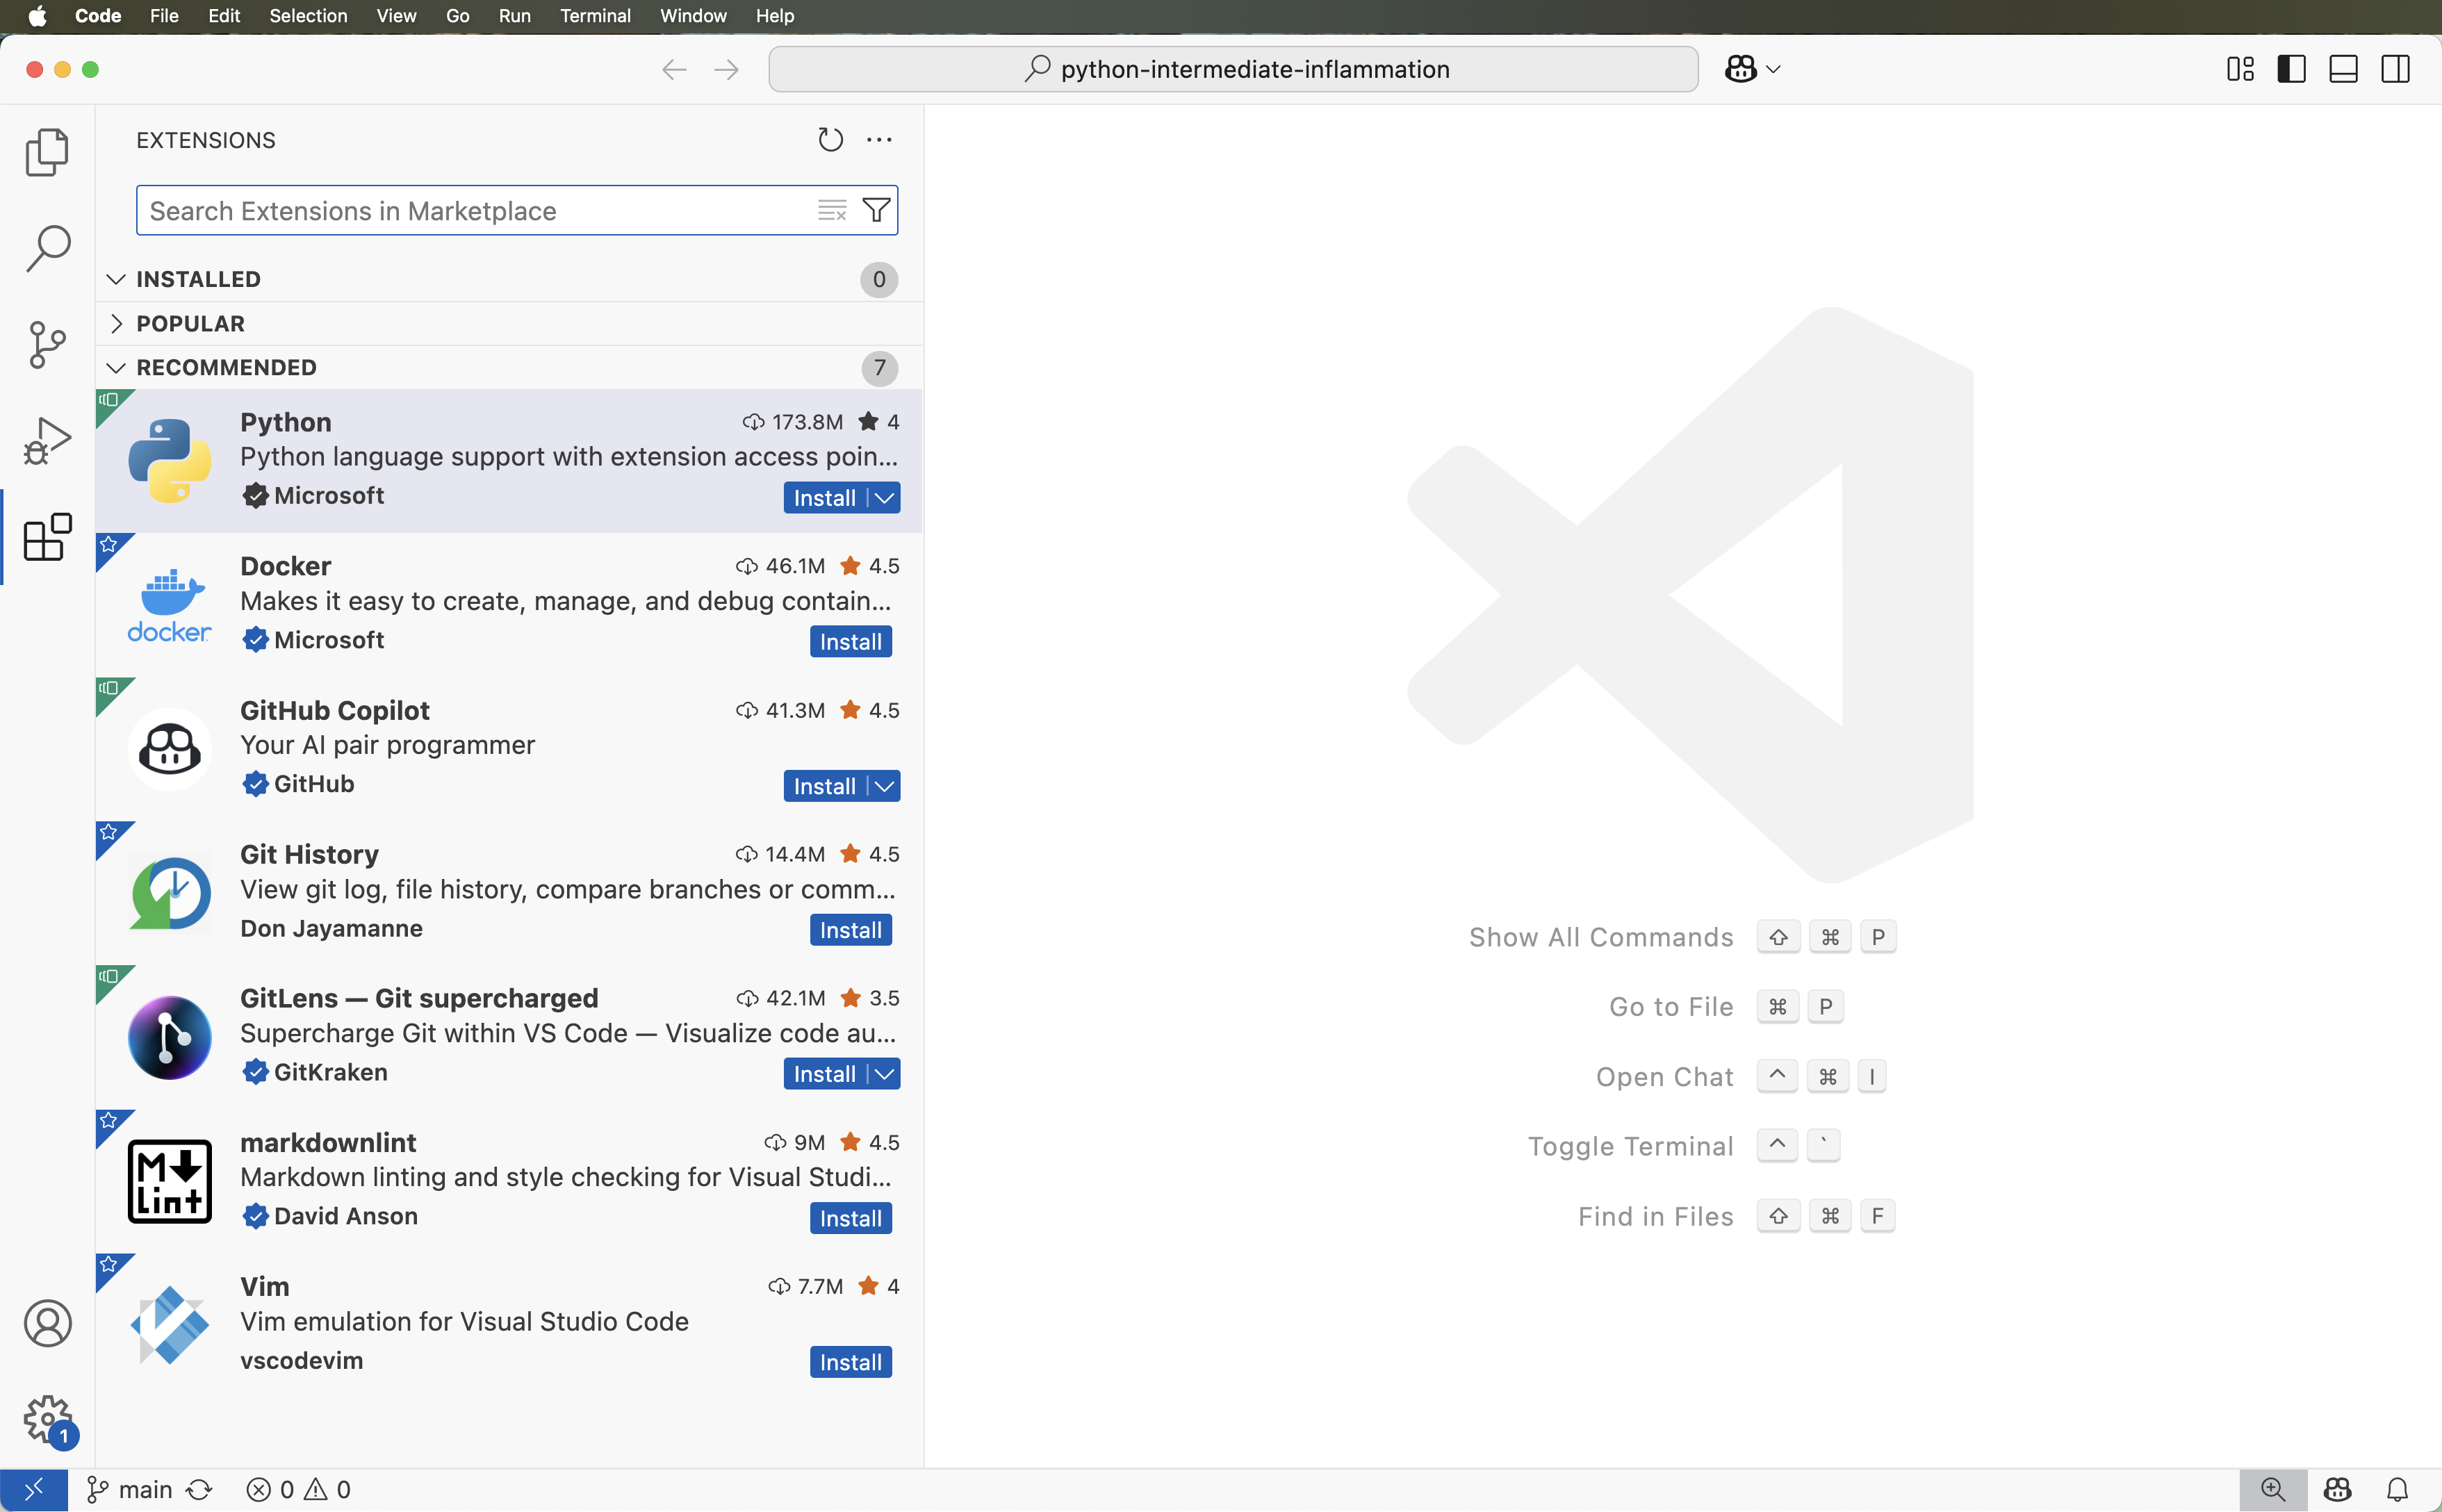 Code File Edit Selection View Go Run Terminal Window Help
python-intermediate-inflammation
EXTENSIONS
Search Extensions in Marketplace
INSTALLED 0
POPULAR
RECOMMENDED 7
Python 173.8M 4
Python language support with extension access poin...
Microsoft Install
Docker 46.1M 4.5
Makes it easy to create, manage, and debug contain...
docker
Microsoft Install
GitHub Copilot 41.3M 4.5
Your AI pair programmer
GitHub Install
Git History 14.4M 4.5
View git log, file history, compare branches or comm...
Don Jayamanne Install
GitLens — Git supercharged 42.1M 3.5
Supercharge Git within VS Code — Visualize code au...
GitKraken Install
markdownlint 9M 4.5
Markdown linting and style checking for Visual Studi...
M Lint
David Anson Install
Vim 7.7M 4
Vim emulation for Visual Studio Code
vscodevim Install
Show All Commands ⇧ ⌘ P
Go to File ⌘ P
Open Chat ⌃ ⌘ I
Toggle Terminal ⌃ `
Find in Files ⇧ ⌘ F
1
main 0 0